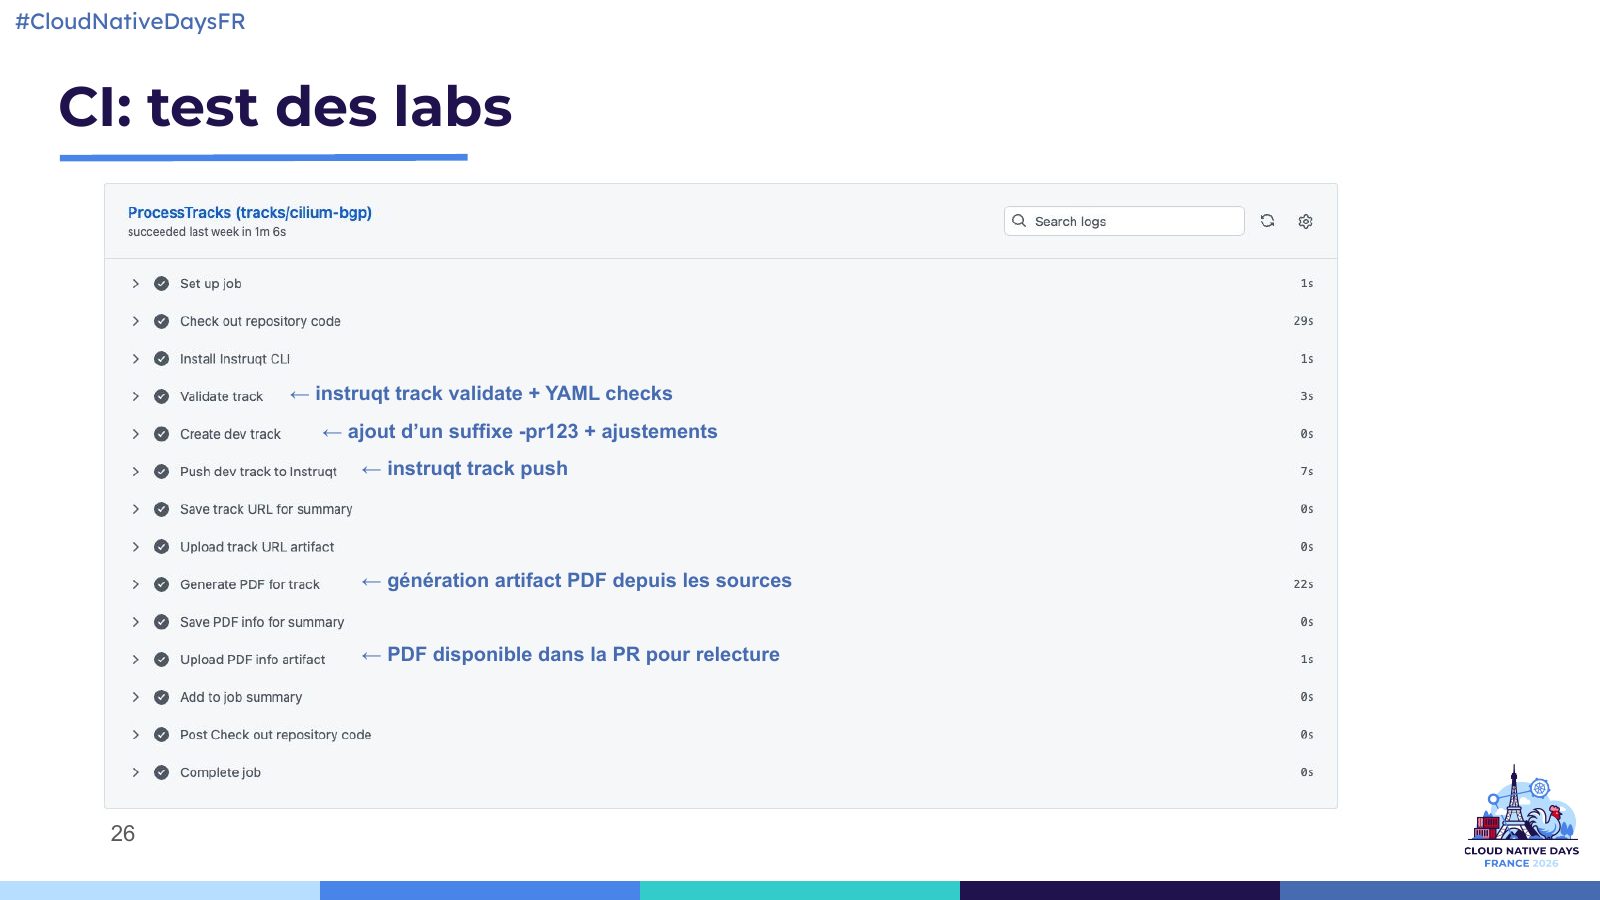 #CloudNativeDaysFR
CI: test des labs
ProcessTracks (tracks/cilium-bgp)
succeeded last week in 1m 6s
Search logs
Set up job 1s
Check out repository code 29s
Install Instruqt CLI 1s
Validate track ← instruqt track validate + YAML checks 3s
Create dev track ← ajout d’un suffixe -pr123 + ajustements 0s
Push dev track to Instruqt ← instruqt track push 7s
Save track URL for summary 0s
Upload track URL artifact 0s
Generate PDF for track ← génération artifact PDF depuis les sources 22s
Save PDF info for summary 0s
Upload PDF info artifact ← PDF disponible dans la PR pour relecture 1s
Add to job summary 0s
Post Check out repository code 0s
Complete job 0s
26
CLOUD NATIVE DAYS
FRANCE 2026